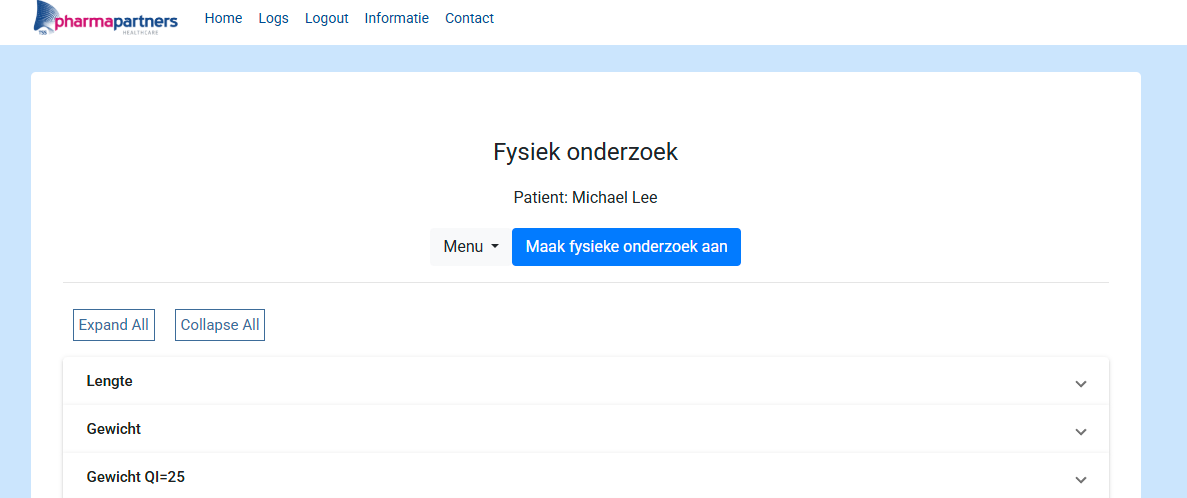 pharmapartners
HEALTHCARE
TSS
Home Logs Logout Informatie Contact
Fysiek onderzoek
Patient: Michael Lee
Menu Maak fysieke onderzoek aan
Expand All Collapse All
Lengte
Gewicht
Gewicht QI=25